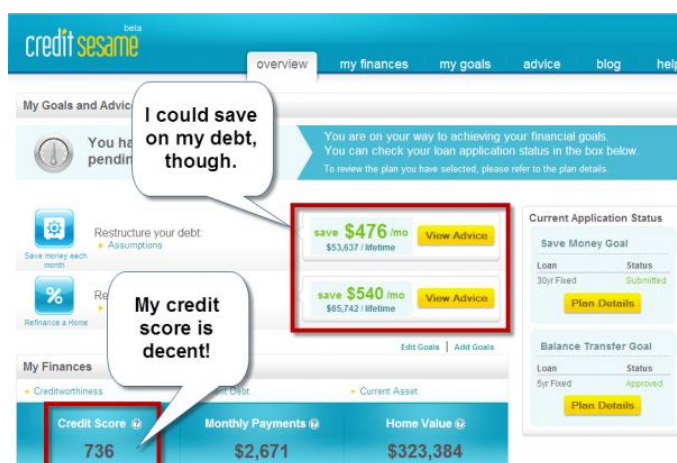 beta
credit sesame
overview my finances my goals advice blog help
My Goals and Advic
I could save
on my debt,
though.
You ha
pendin
You are on your way to achieving your financial goals.
You can check your loan application status in the box below.
To review the plan you have selected, please refer to the plan details.
Save money each
month
Restructure your debt:
Assumptions
save $476 /mo
$53,637 / lifetime
View Advice
%
Refinance a Home
Re
save $540 /mo
$65,742 / lifetime
View Advice
My credit
score is
decent!
Edit Goals | Add Goals
Current Application Status
Save Money Goal
Loan Status
30yr Fixed Submitted
Plan Details
Balance Transfer Goal
Loan Status
5yr Fixed Approved
Plan Details
My Finances
Creditworthiness
Debt
Current Asset
Credit Score ?
736
Monthly Payments ?
$2,671
Home Value ?
$323,384